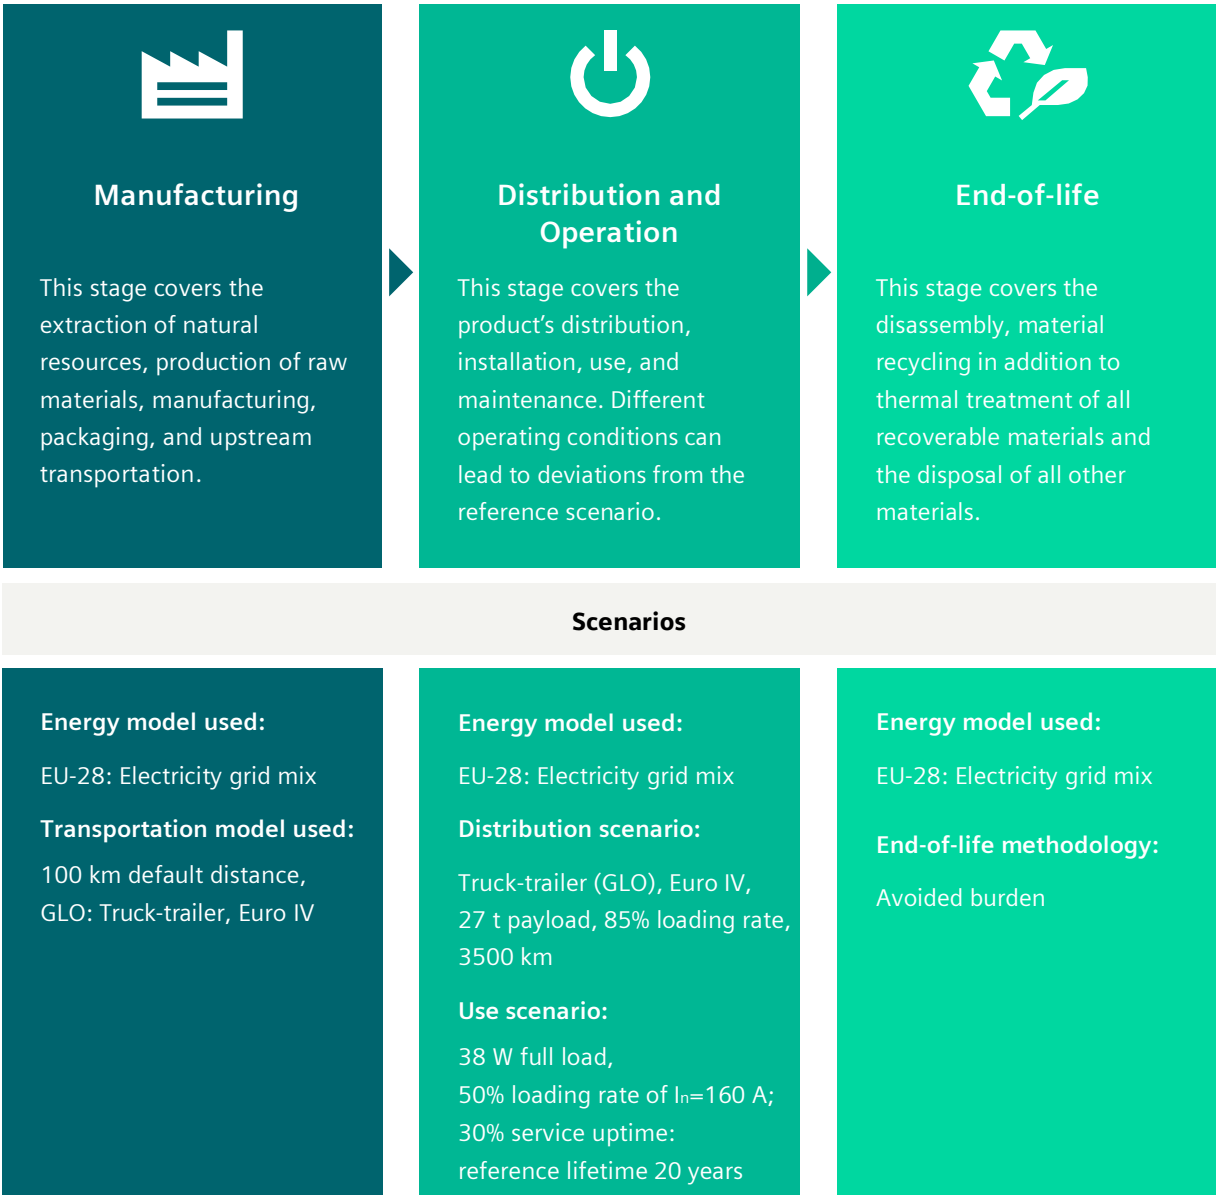 Manufacturing
This stage covers the
extraction of natural
resources, production of raw
materials, manufacturing,
packaging, and upstream
transportation.
Distribution and
Operation
This stage covers the
product’s distribution,
installation, use, and
maintenance. Different
operating conditions can
lead to deviations from the
reference scenario.
End-of-life
This stage covers the
disassembly, material
recycling in addition to
thermal treatment of all
recoverable materials and
the disposal of all other
materials.
Scenarios
Energy model used:
EU-28: Electricity grid mix
Transportation model used:
100 km default distance,
GLO: Truck-trailer, Euro IV
Energy model used:
EU-28: Electricity grid mix
Distribution scenario:
Truck-trailer (GLO), Euro IV,
27 t payload, 85% loading rate,
3500 km
Use scenario:
38 W full load,
50% loading rate of Iₙ=160 A;
30% service uptime:
reference lifetime 20 years
Energy model used:
EU-28: Electricity grid mix
End-of-life methodology:
Avoided burden